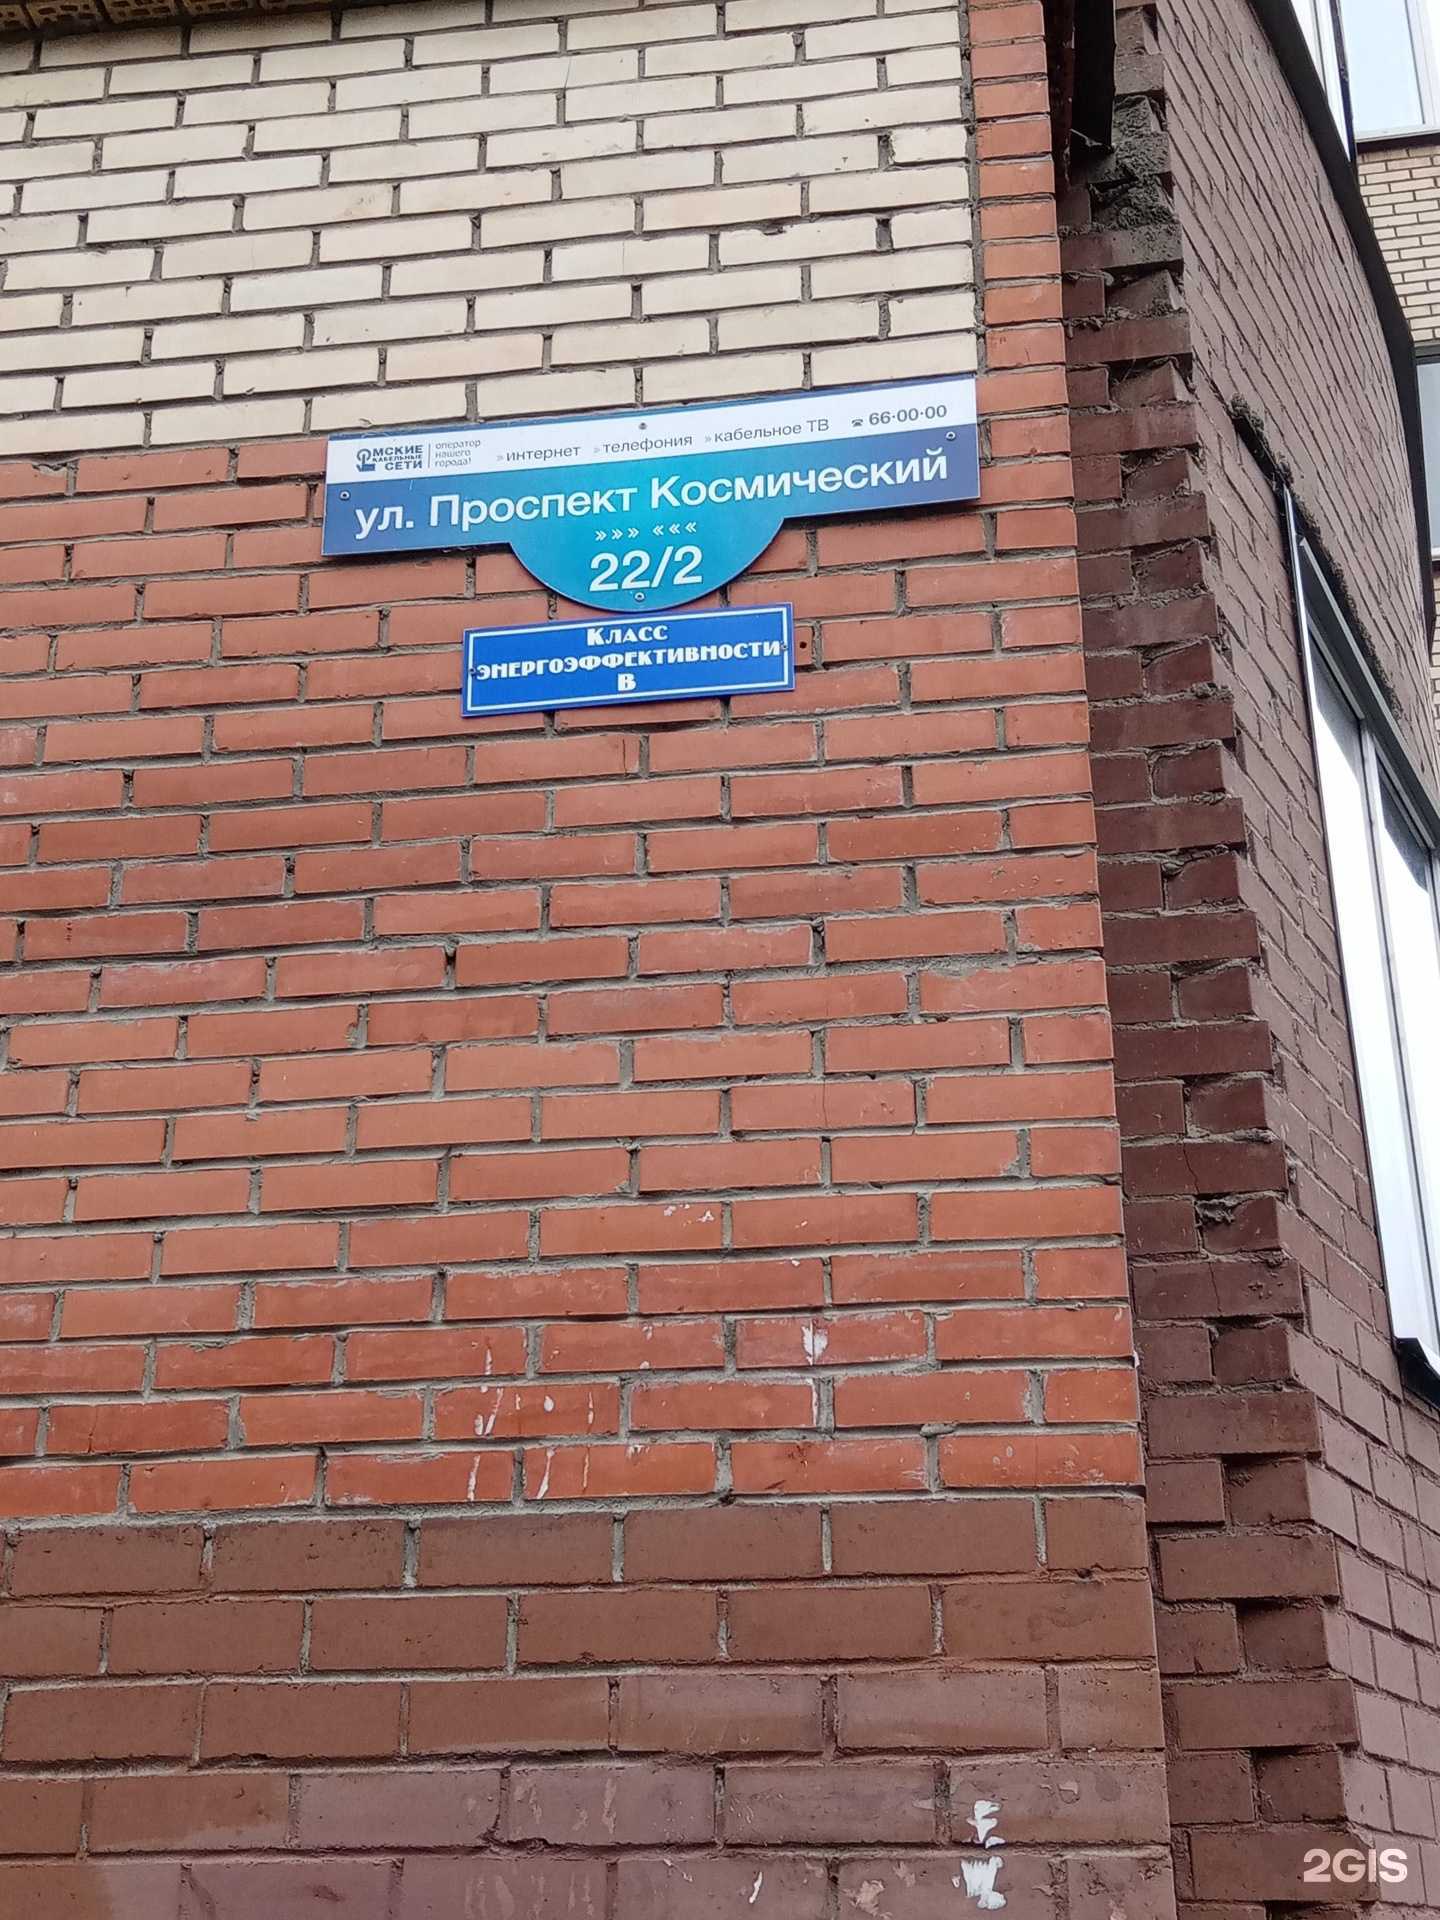 ОМСКИЕ
КАБЕЛЬНЫЕ
СЕТИ
оператор
нашего
города!
» интернет » телефония » кабельное ТВ ☎ 66·00·00
ул. Проспект Космический
»»» «««
22/2
Класс
энергоэффективности
В
2GIS